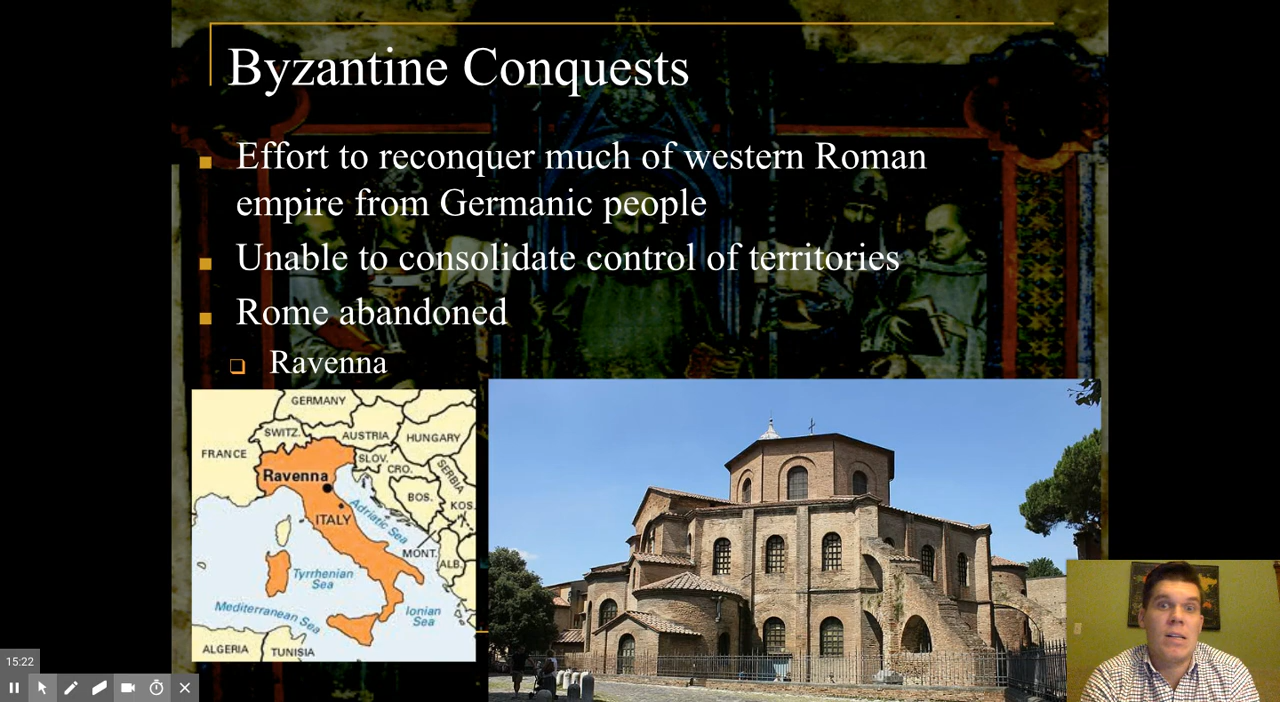 Byzantine Conquests
Effort to reconquer much of western Roman
empire from Germanic people
Unable to consolidate control of territories
Rome abandoned
Ravenna
GERMANY
SWITZ.
AUSTRIA
HUNGARY
FRANCE
SLOV.
CRO.
SERBIA
Ravenna
BOS.
KOS.
Adriatic Sea
ITALY
MONT.
ALB.
Tyrrhenian
Sea
Mediterranean Sea
Ionian
Sea
ALGERIA
TUNISIA
15:22